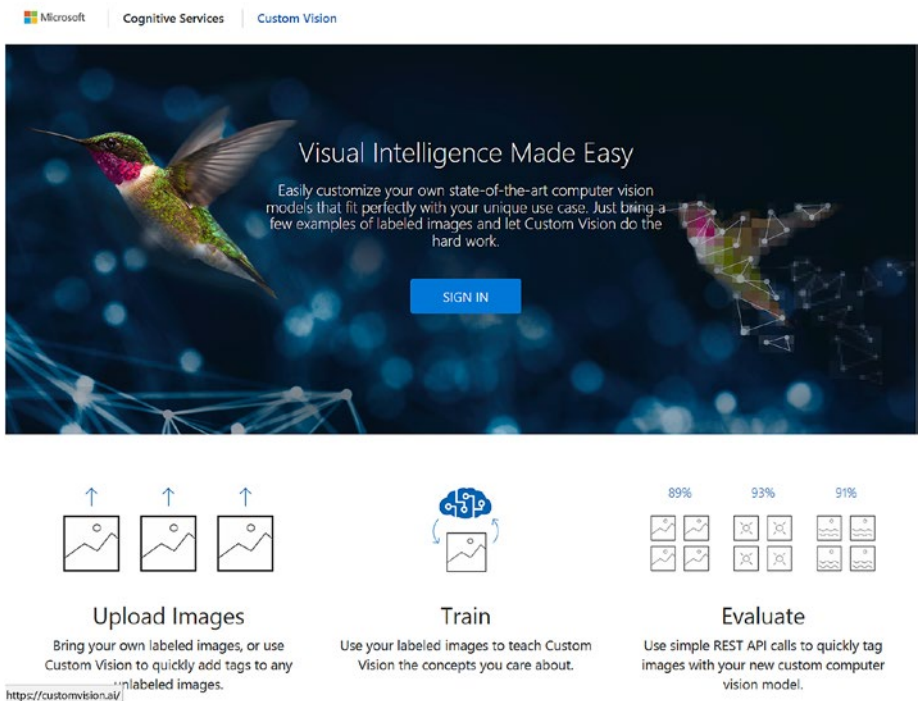 Microsoft Cognitive Services Custom Vision
Visual Intelligence Made Easy
Easily customize your own state-of-the-art computer vision
models that fit perfectly with your unique use case. Just bring a
few examples of labeled images and let Custom Vision do the
hard work.
SIGN IN
89% 93% 91%
Upload Images
Bring your own labeled images, or use
Custom Vision to quickly add tags to any
unlabeled images.
Train
Use your labeled images to teach Custom
Vision the concepts you care about.
Evaluate
Use simple REST API calls to quickly tag
images with your new custom computer
vision model.
https://customvision.ai/